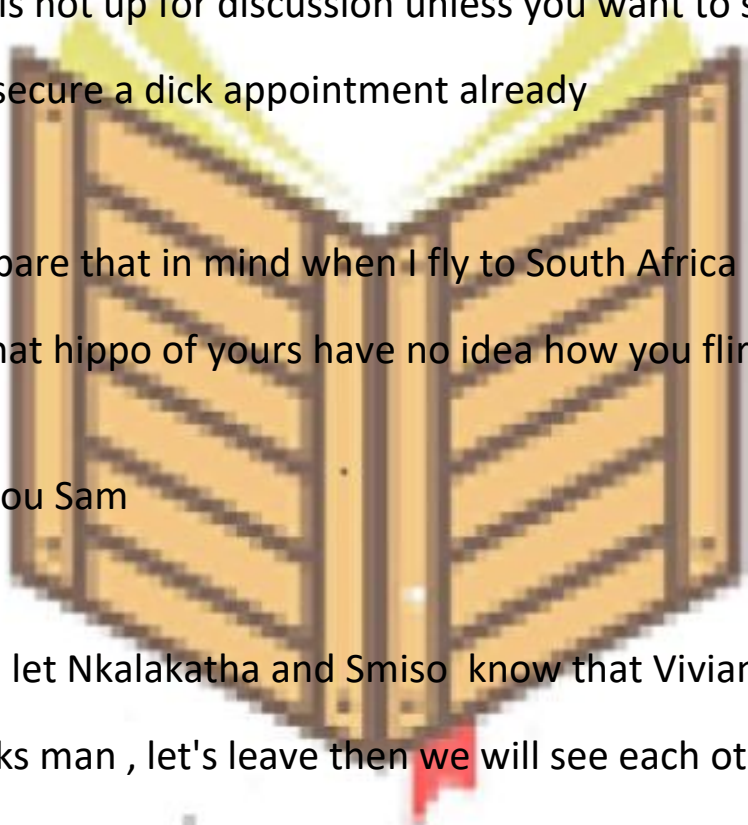 is not up for discussion unless you want to s
secure a dick appointment already
bare that in mind when I fly to South Africa
hat hippo of yours have no idea how you flir
ou Sam
let Nkalakatha and Smiso know that Vivian
ks man , let's leave then we will see each ot